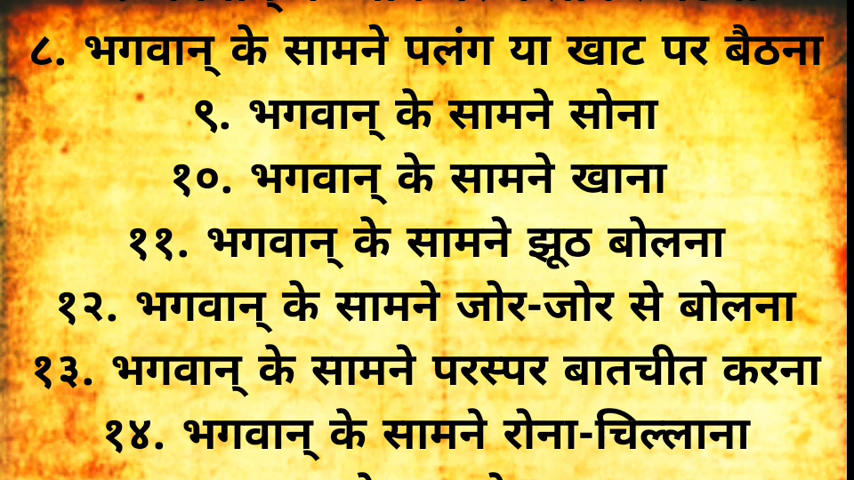 ८. भगवान् के सामने पलंग या खाट पर बैठना
९. भगवान् के सामने सोना
१०. भगवान् के सामने खाना
११. भगवान् के सामने झूठ बोलना
१२. भगवान् के सामने जोर-जोर से बोलना
१३. भगवान् के सामने परस्पर बातचीत करना
१४. भगवान् के सामने रोना-चिल्लाना